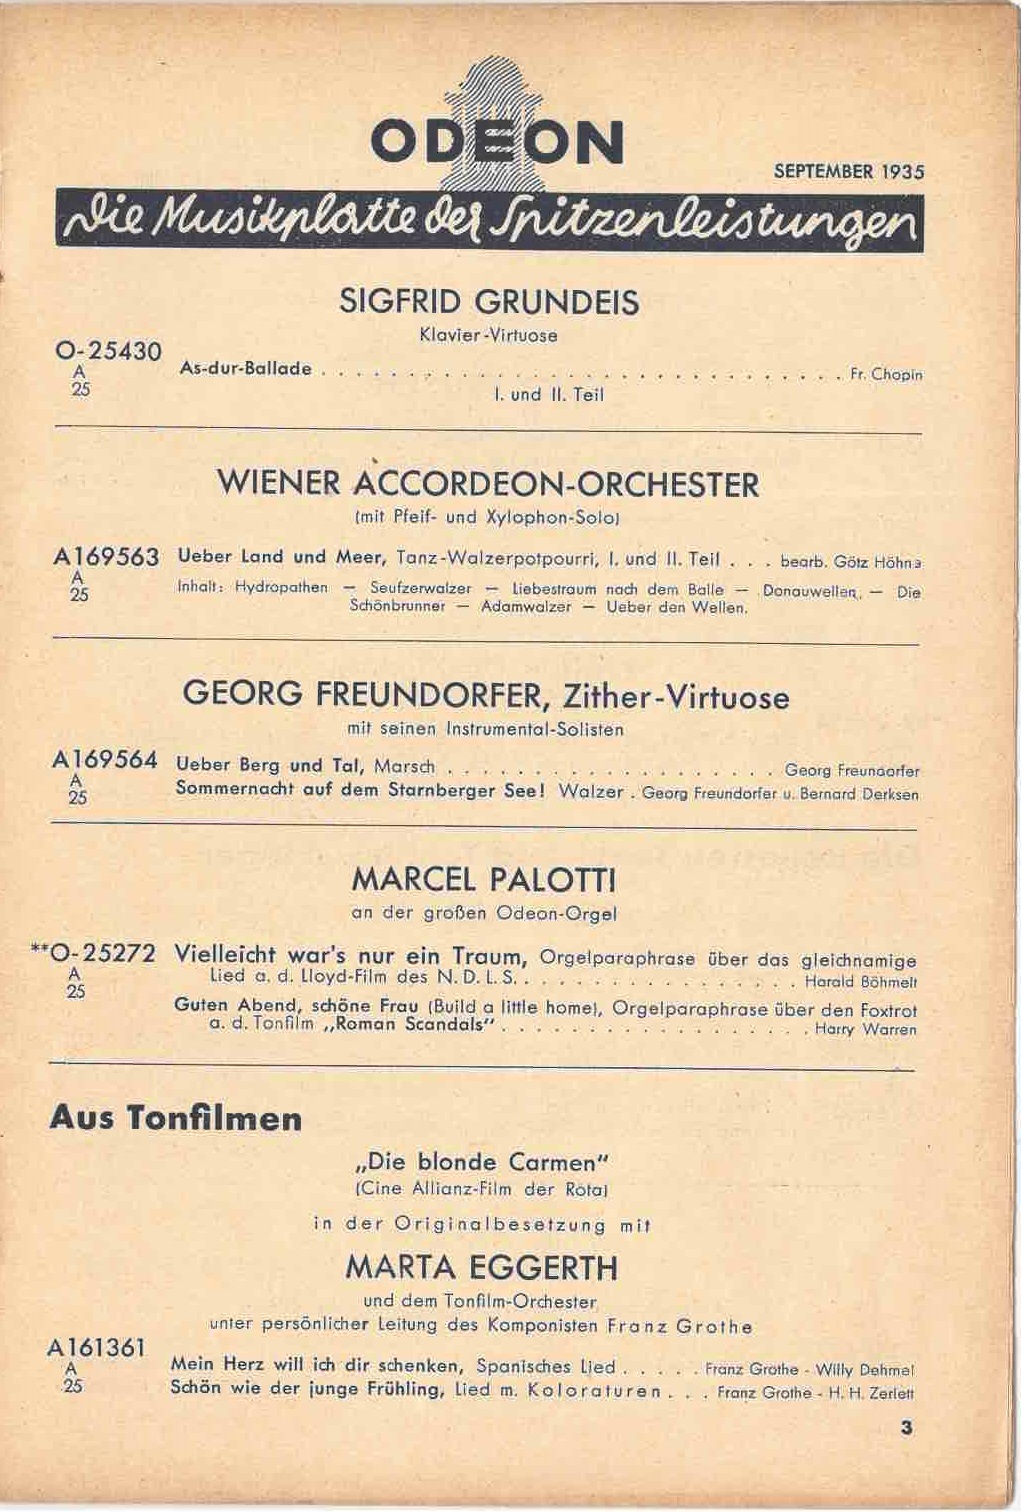 ODEON
SEPTEMBER 1935
Die Musikplatte der Spitzenleistungen
SIGFRID GRUNDEIS
Klavier-Virtuose
O-25430
A
25
As-dur-Ballade . . . . . . . . . . . . . . . . . . . . . . . . . . . . . . . Fr. Chopin
I. und II. Teil
WIENER ACCORDEON-ORCHESTER
(mit Pfeif- und Xylophon-Solo)
A169563 Ueber Land und Meer, Tanz-Walzerpotpourri, I. und II. Teil . . . bearb. Götz Höhne
A
25
Inhalt: Hydropathen — Seufzerwalzer — Liebestraum nach dem Balle — Donauwellen. — Die
Schönbrunner — Adamwalzer — Ueber den Wellen.
GEORG FREUNDORFER, Zither-Virtuose
mit seinen Instrumental-Solisten
A169564 Ueber Berg und Tal, Marsch . . . . . . . . . . . . . . . . . . . . Georg Freundorfer
A
25
Sommernacht auf dem Starnberger See! Walzer . Georg Freundorfer u. Bernard Derksen
MARCEL PALOTTI
an der großen Odeon-Orgel
**O-25272 Vielleicht war's nur ein Traum, Orgelparaphrase über das gleichnamige
A
25
Lied a. d. Lloyd-Film des N. D. L. S. . . . . . . . . . . . . . . . . . Harald Böhmelt
Guten Abend, schöne Frau (Build a little home), Orgelparaphrase über den Foxtrot
a. d. Tonfilm „Roman Scandals" . . . . . . . . . . . . . . . . . . . Harry Warren
Aus Tonfilmen
„Die blonde Carmen"
(Cine Allianz-Film der Rota)
in der Originalbesetzung mit
MARTA EGGERTH
und dem Tonfilm-Orchester
unter persönlicher Leitung des Komponisten Franz Grothe
A161361
A
25
Mein Herz will ich dir schenken, Spanisches Lied . . . . . Franz Grothe - Willy Dehmel
Schön wie der junge Frühling, Lied m. Koloraturen . . . Franz Grothe - H. H. Zerlett
3